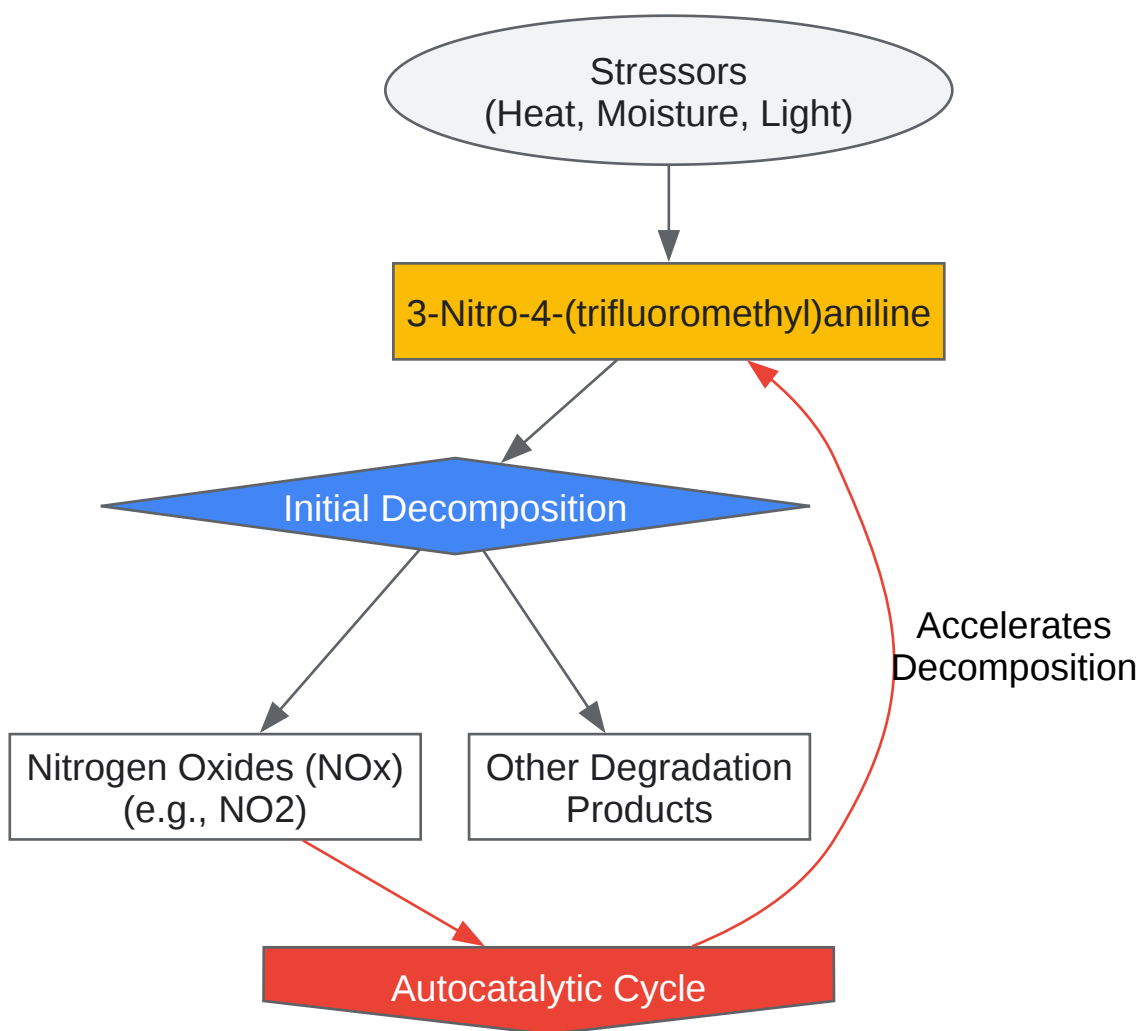 Stressors
(Heat, Moisture, Light)
3-Nitro-4-(trifluoromethyl)aniline
Initial Decomposition
Accelerates
Decomposition
Nitrogen Oxides (NOx)
(e.g., NO2)
Other Degradation
Products
Autocatalytic Cycle